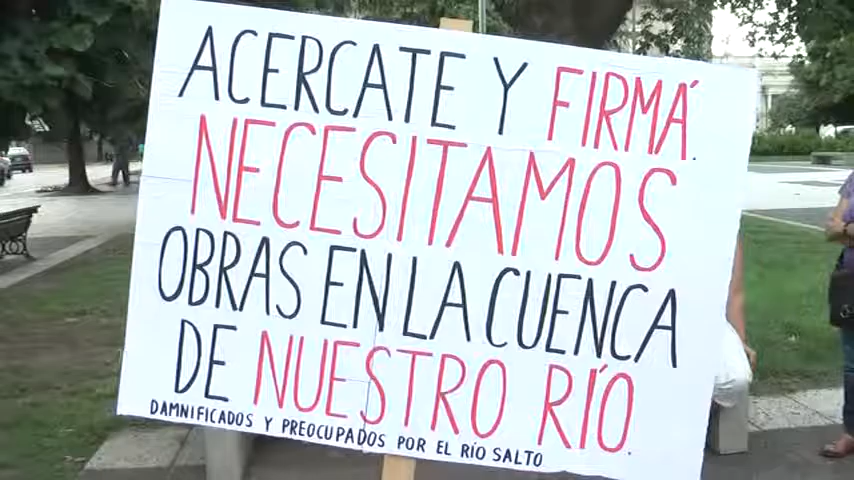 ACERCATE Y FIRMÁ.
NECESITAMOS
OBRAS EN LA CUENCA
DE NUESTRO RÍO.
DAMNIFICADOS Y PREOCUPADOS POR EL RÍO SALTO